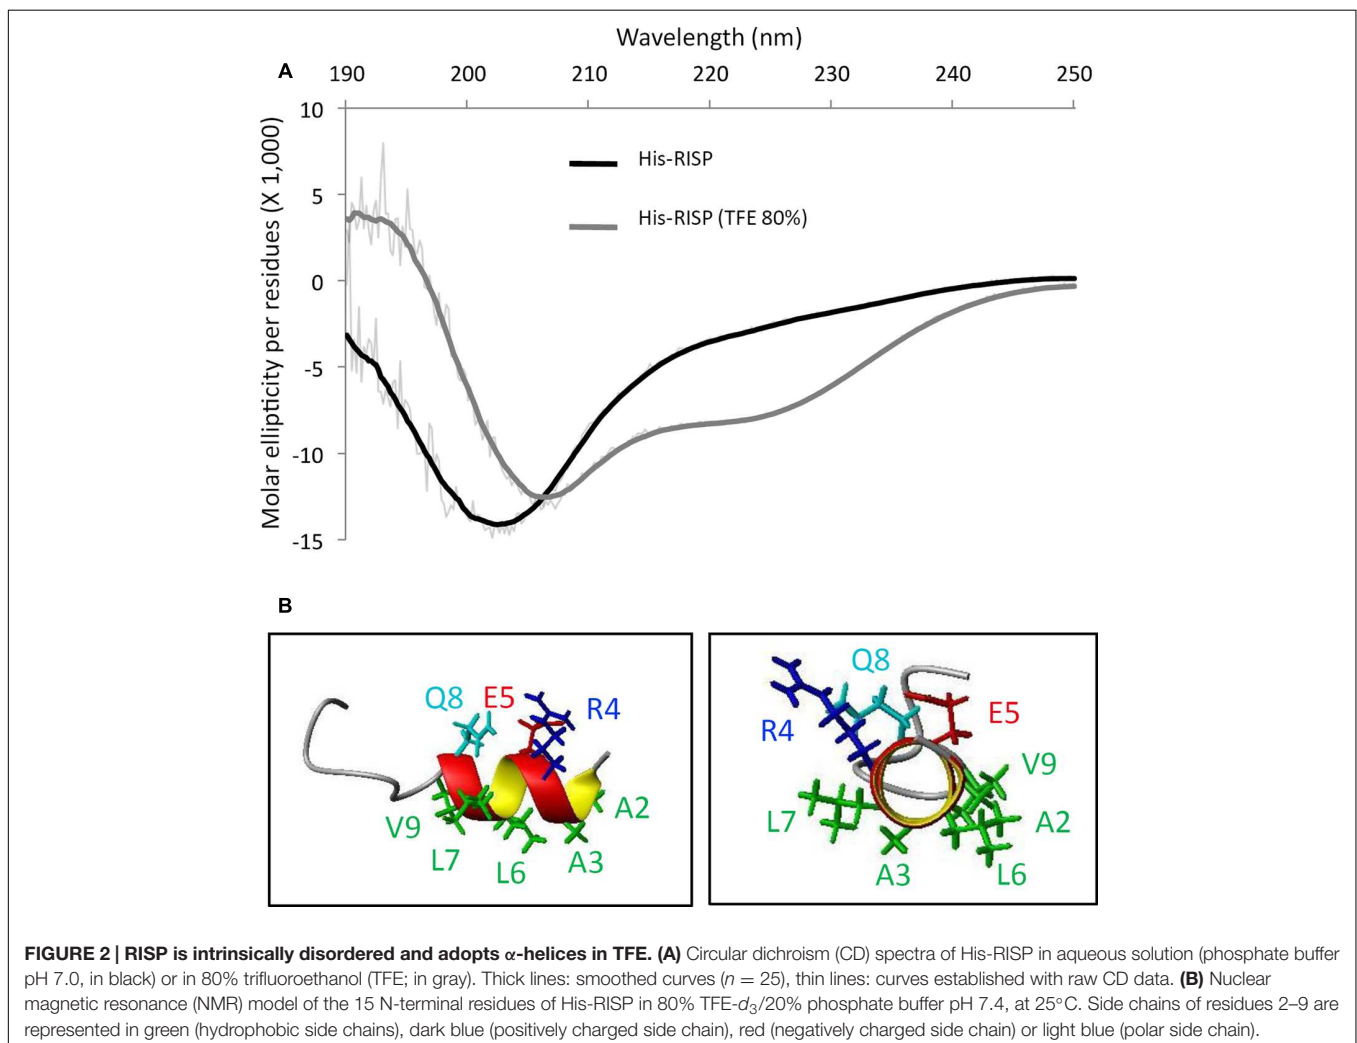 Wavelength (nm)
A
190 200 210 220 230 240 250
Molar ellipticity per residues (X 1,000)
10
5
0
-5
-10
-15
His-RISP
His-RISP (TFE 80%)
B
Q8 E5 R4
A2
V9
L7 L6 A3
Q8
R4 E5
V9
L7 A2
A3 L6
FIGURE 2 | RISP is intrinsically disordered and adopts α-helices in TFE. (A) Circular dichroism (CD) spectra of His-RISP in aqueous solution (phosphate buffer
pH 7.0, in black) or in 80% trifluoroethanol (TFE; in gray). Thick lines: smoothed curves (n = 25), thin lines: curves established with raw CD data. (B) Nuclear
magnetic resonance (NMR) model of the 15 N-terminal residues of His-RISP in 80% TFE-d₃/20% phosphate buffer pH 7.4, at 25°C. Side chains of residues 2–9 are
represented in green (hydrophobic side chains), dark blue (positively charged side chain), red (negatively charged side chain) or light blue (polar side chain).